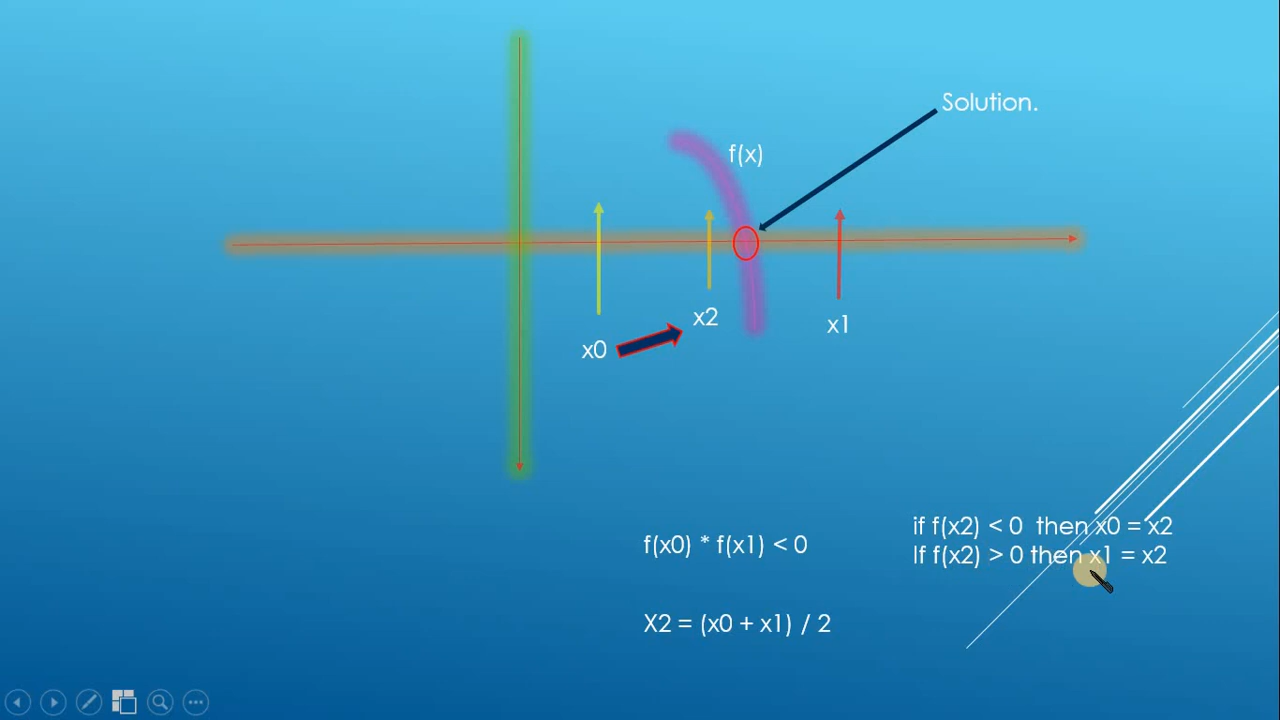 Solution.
f(x)
x2
x1
x0
if f(x2) < 0  then x0 = x2
f(x0) * f(x1) < 0
If f(x2) > 0 then x1 = x2
X2 = (x0 + x1) / 2